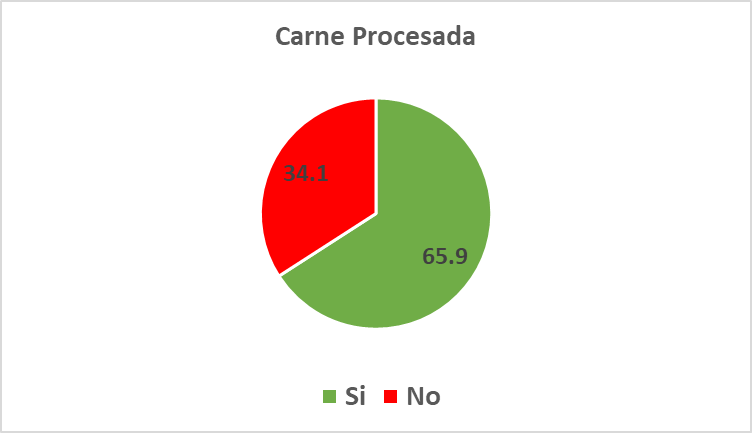 Carne Procesada
34.1
65.9
Si No